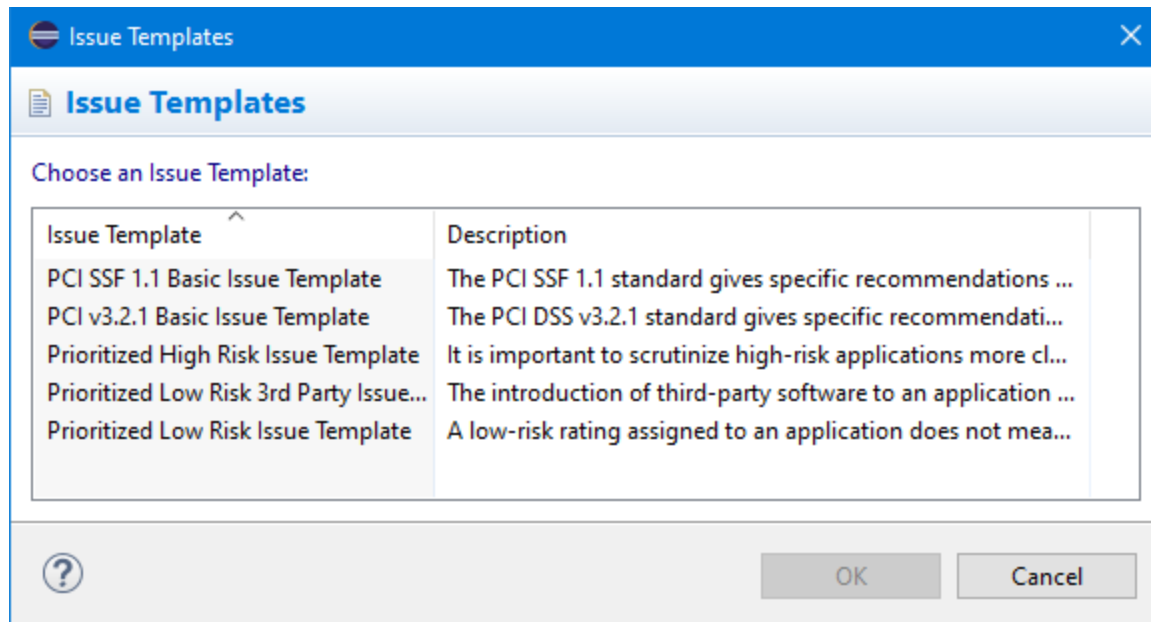 Issue Templates
Issue Templates
Choose an Issue Template:
Issue Template Description
PCI SSF 1.1 Basic Issue Template The PCI SSF 1.1 standard gives specific recommendations ...
PCI v3.2.1 Basic Issue Template The PCI DSS v3.2.1 standard gives specific recommendati...
Prioritized High Risk Issue Template It is important to scrutinize high-risk applications more cl...
Prioritized Low Risk 3rd Party Issue... The introduction of third-party software to an application ...
Prioritized Low Risk Issue Template A low-risk rating assigned to an application does not mea...
? OK Cancel